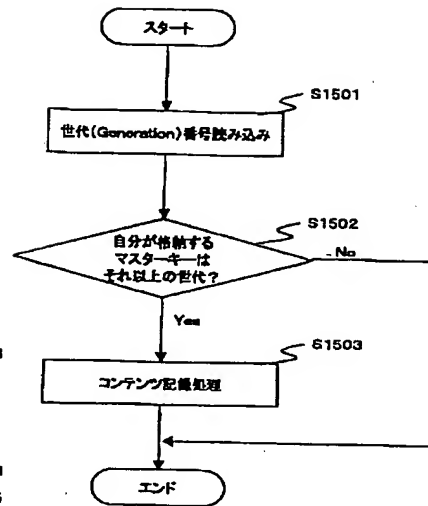 スタート
S1501
世代(Generation)番号読み込み
S1502
自分が格納する
マスターキーは
それ以上の世代?
No
Yes
S1503
コンテンツ記録処理
エンド